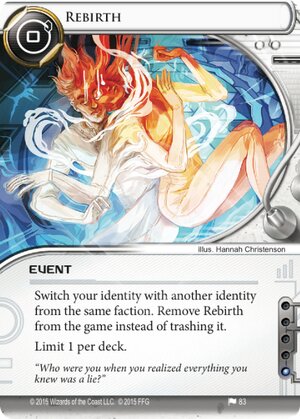 0
REBIRTH
Illus. Hannah Christenson
EVENT
Switch your identity with another identity
from the same faction. Remove Rebirth
from the game instead of trashing it.
Limit 1 per deck.
“Who were you when you realized everything you
knew was a lie?”
© 2015 Wizards of the Coast LLC. © 2015 FFG
83